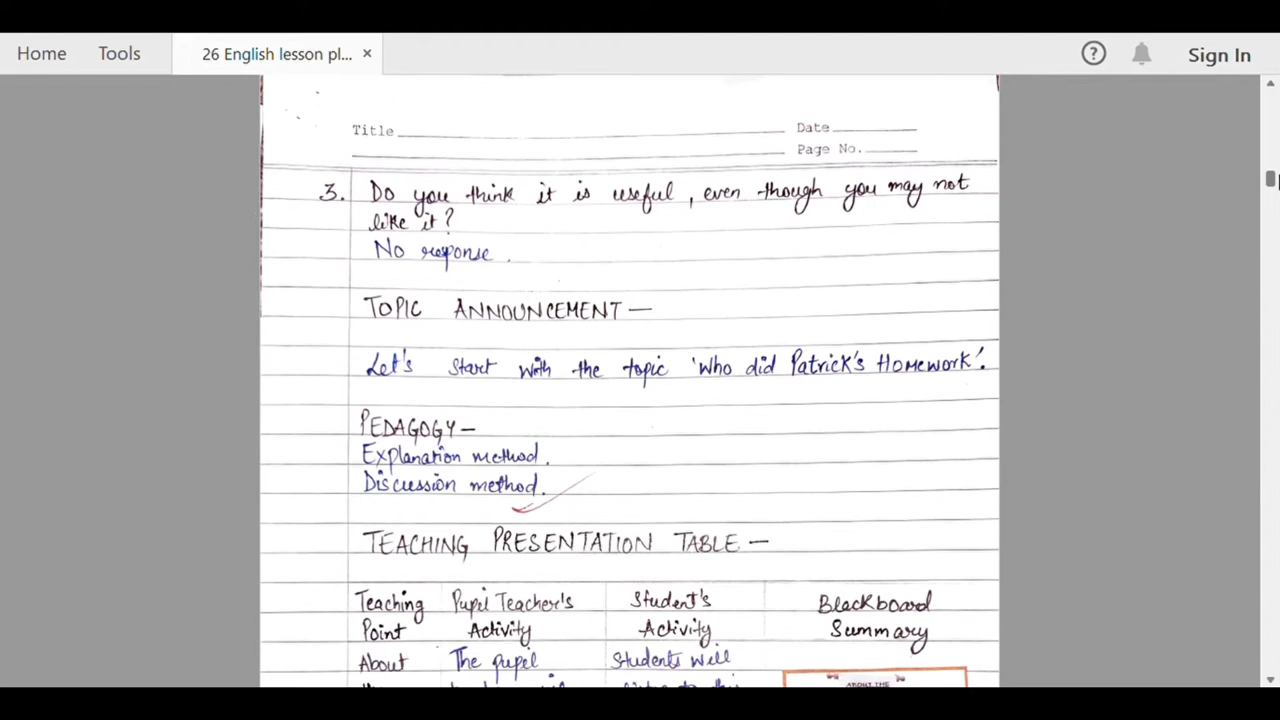 Home Tools 26 English lesson pl... × ? Sign In
Title Date
Page No.
3. Do you think it is useful, even though you may not
like it?
No response.
TOPIC ANNOUNCEMENT —
Let's start with the topic 'Who did Patrick's Homework'.
PEDAGOGY —
Explanation method.
Discussion method.
TEACHING PRESENTATION TABLE —
Teaching Pupil Teacher's Student's Blackboard
Point Activity Activity Summary
About The pupil Students will
ABOUT THE